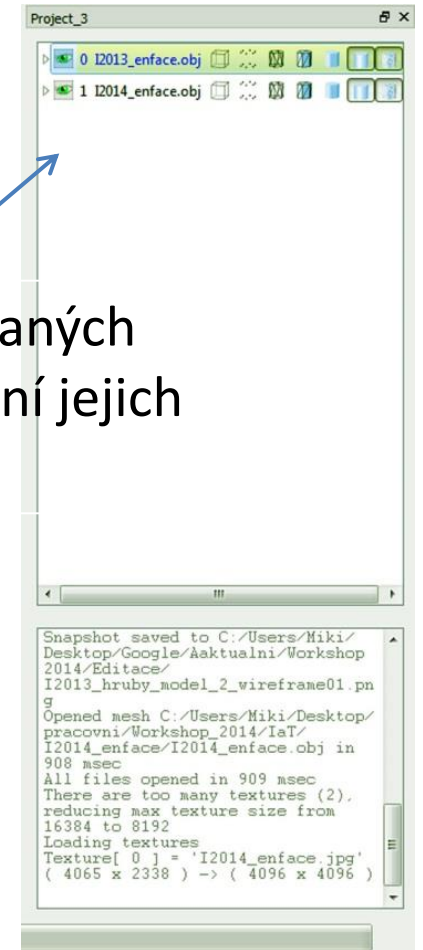 Project_3
0 I2013_enface.obj
1 I2014_enface.obj
aných
ní jejich
Snapshot saved to C:/Users/Miki/
Desktop/Google/Aaktualni/Workshop
2014/Editace/
I2013_hruby_model_2_wireframe01.pn
g
Opened mesh C:/Users/Miki/Desktop/
pracovni/Workshop_2014/IaT/
I2014_enface/I2014_enface.obj in
908 msec
All files opened in 909 msec
There are too many textures (2),
reducing max texture size from
16384 to 8192
Loading textures
Texture[ 0 ] = 'I2014_enface.jpg'
( 4065 x 2338 ) -> ( 4096 x 4096 )